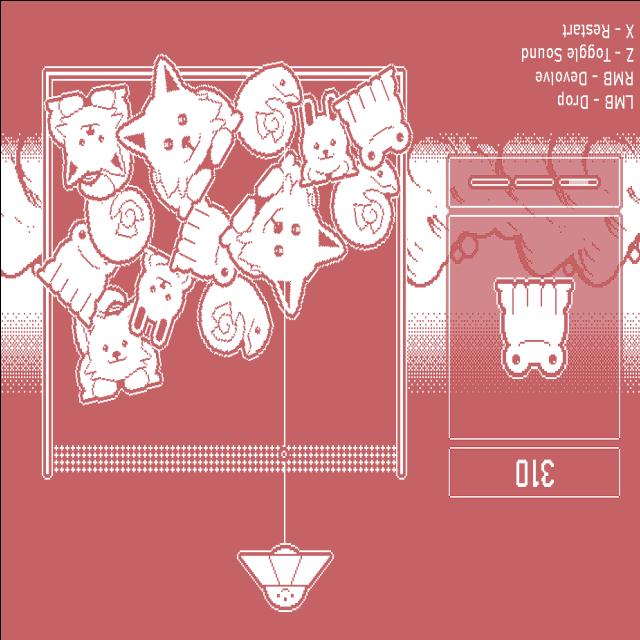 310
LMB - Drop
RMB - Devolve
Z - Toggle Sound
X - Restart